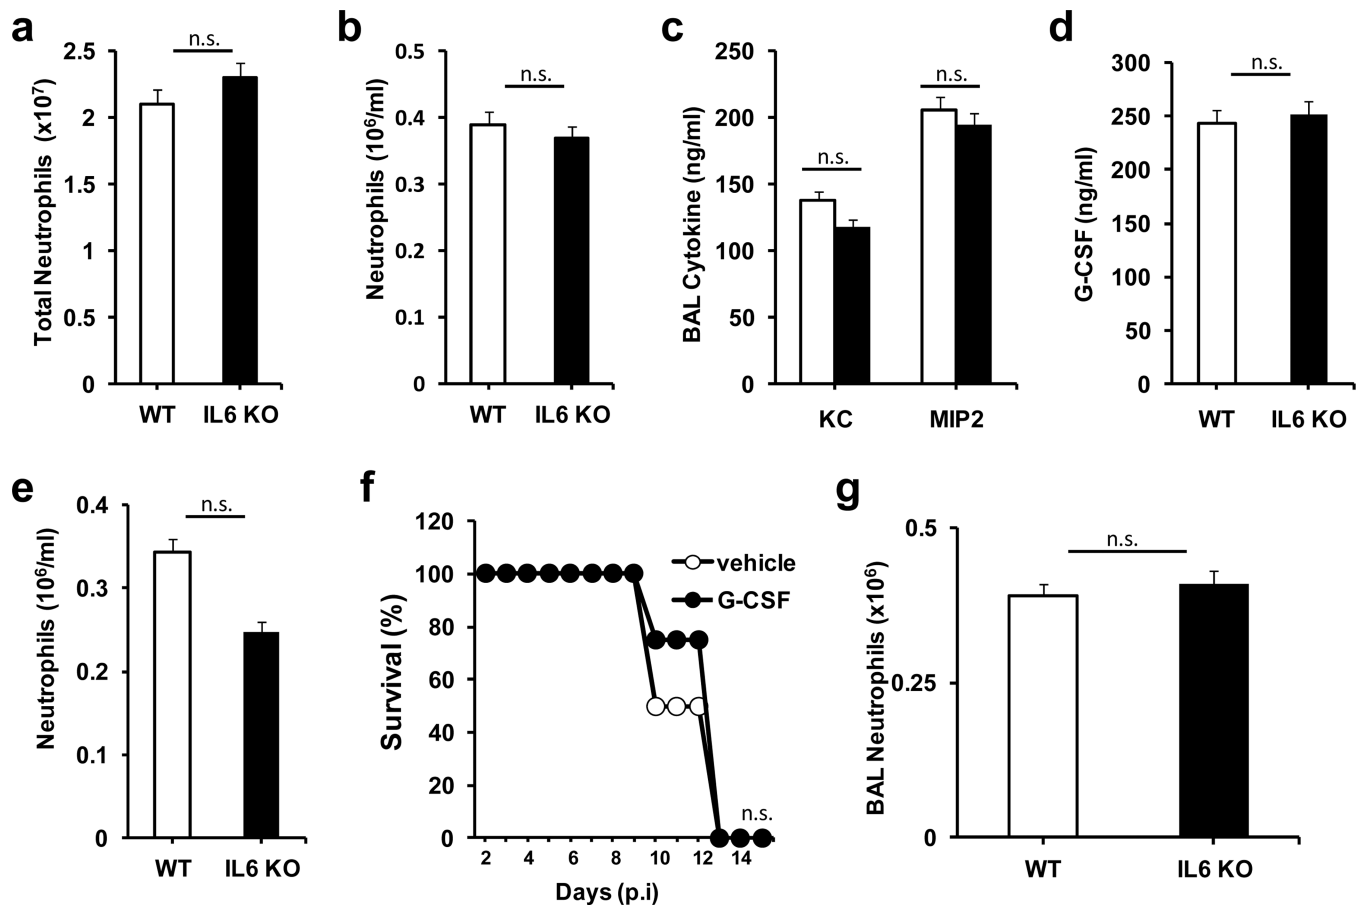 a
n.s.
Total Neutrophils (x10⁷)
2.5
2
1.5
1
0.5
0
WT IL6 KO
b
n.s.
Neutrophils (10⁶/ml)
0.5
0.4
0.3
0.2
0.1
0
WT IL6 KO
c
n.s.
n.s.
BAL Cytokine (ng/ml)
250
200
150
100
50
0
KC MIP2
d
n.s.
G-CSF (ng/ml)
300
250
200
150
100
50
0
WT IL6 KO
e
n.s.
Neutrophils (10⁶/ml)
0.4
0.3
0.2
0.1
0
WT IL6 KO
f
Survival (%)
120
100
80
60
40
20
0
vehicle
G-CSF
n.s.
2 4 6 8 10 12 14
Days (p.i)
g
n.s.
BAL Neutrophils (x10⁶)
0.5
0.25
0
WT IL6 KO